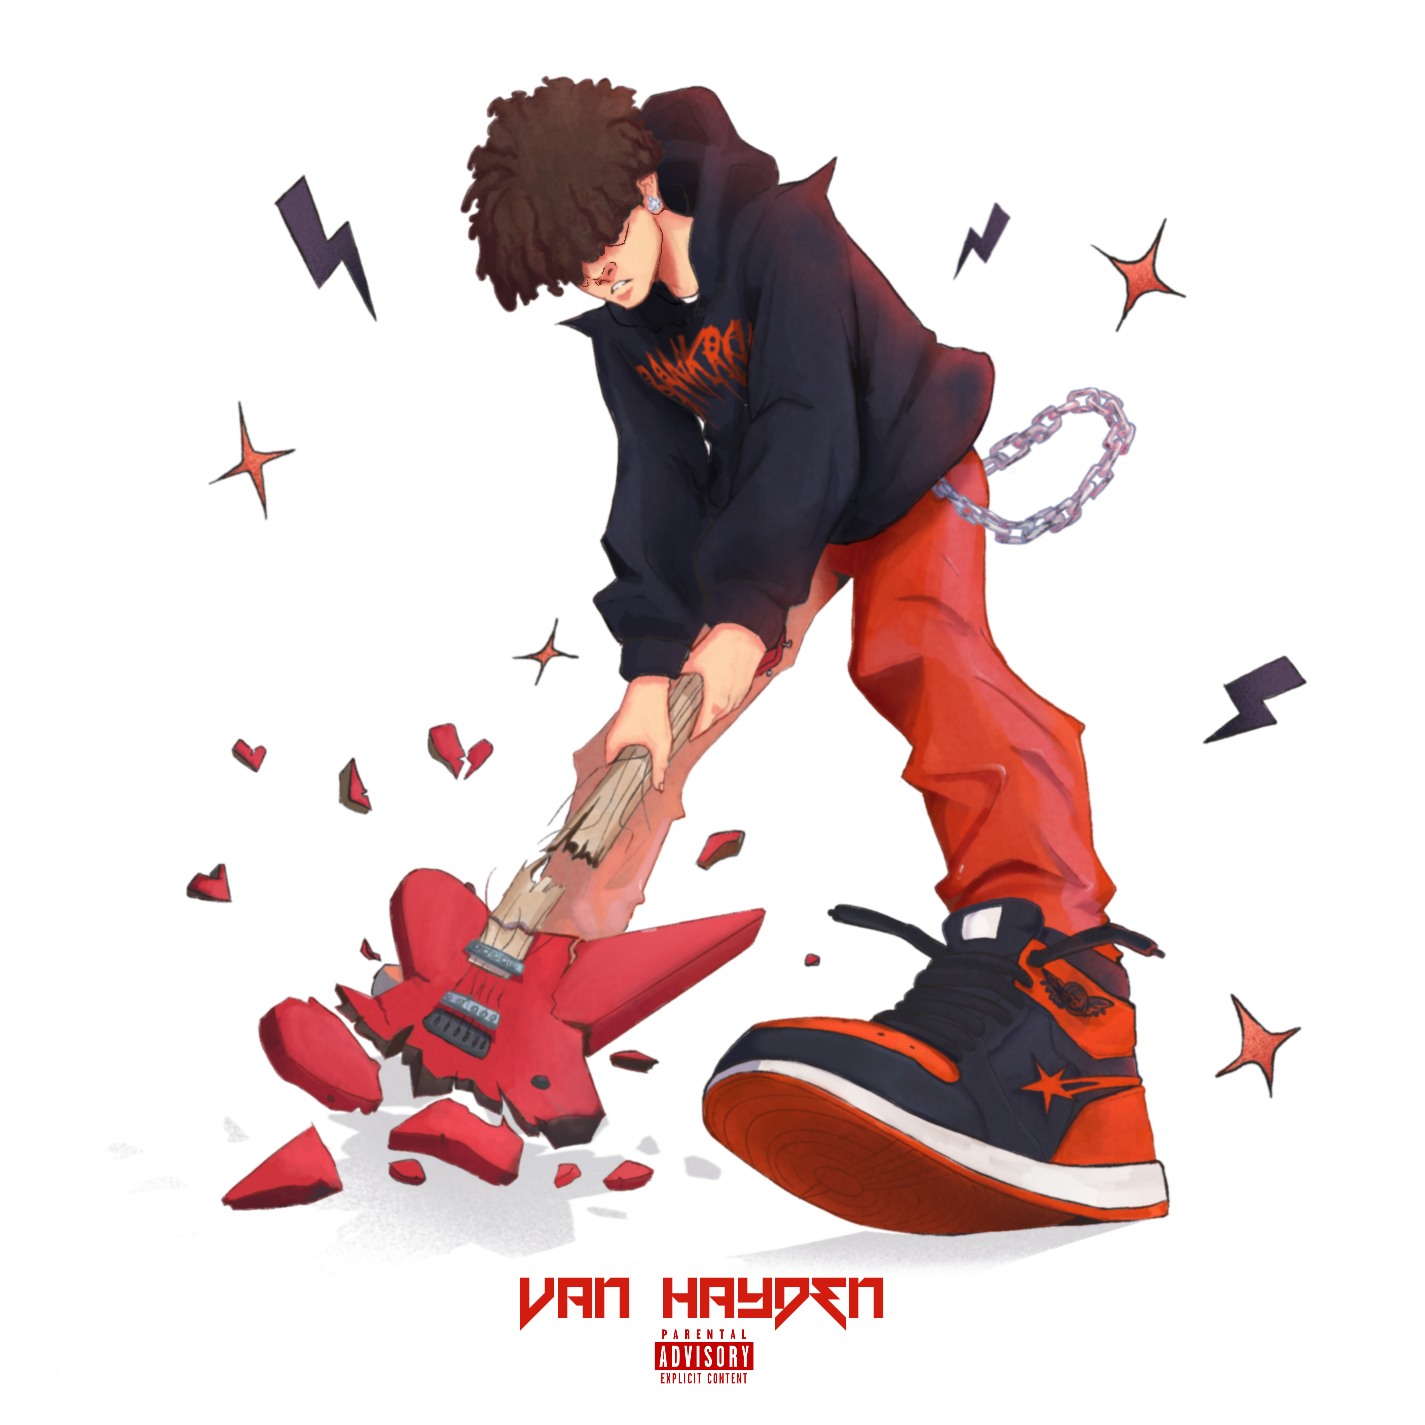 VAN HAYDEN
PARENTAL
ADVISORY
EXPLICIT CONTENT